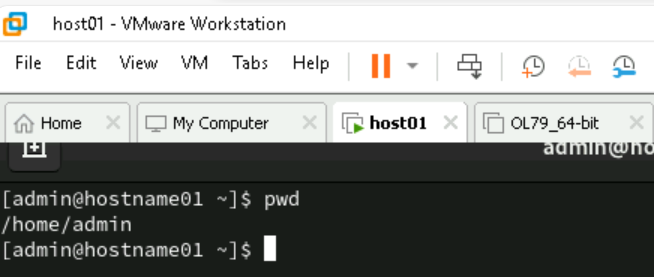 host01 - VMware Workstation
File Edit View VM Tabs Help
Home My Computer host01 OL79_64-bit
[admin@hostname01 ~]$ pwd
/home/admin
[admin@hostname01 ~]$